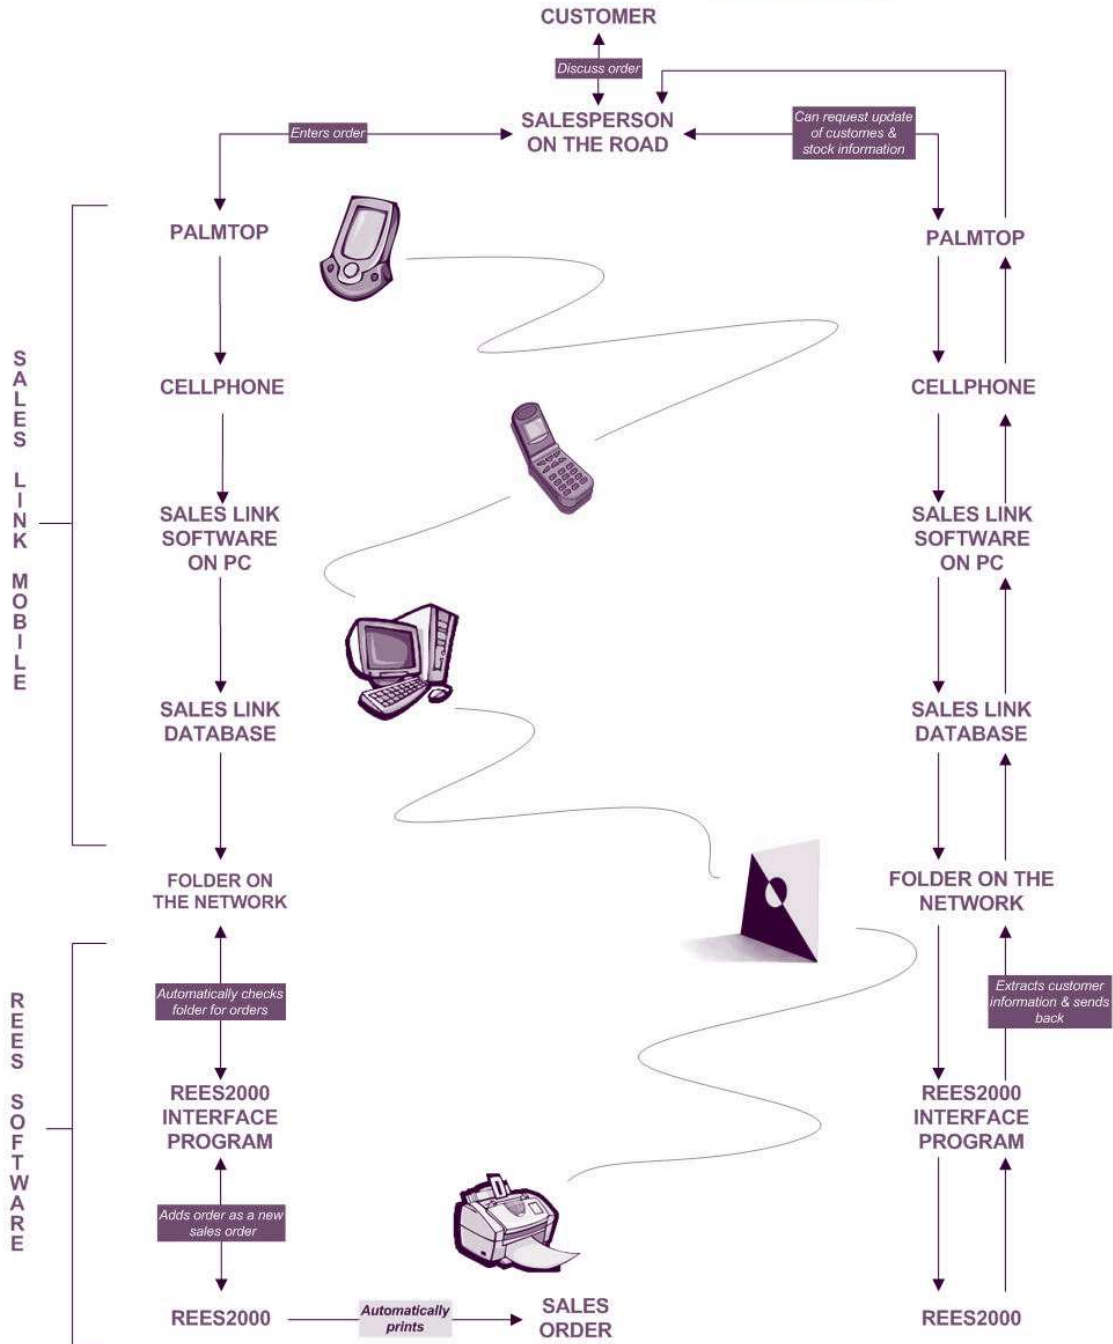 CUSTOMER
Discuss order
SALESPERSON
ON THE ROAD
Enters order
Can request update
of customes &
stock information
PALMTOP
PALMTOP
CELLPHONE
CELLPHONE
SALES LINK
SOFTWARE
ON PC
SALES LINK
SOFTWARE
ON PC
SALES LINK MOBILE
SALES LINK
DATABASE
SALES LINK
DATABASE
FOLDER ON
THE NETWORK
FOLDER ON THE
NETWORK
Automatically checks
folder for orders
Extracts customer
information & sends
back
REES SOFTWARE
REES2000
INTERFACE
PROGRAM
REES2000
INTERFACE
PROGRAM
Adds order as a new
sales order
REES2000
Automatically
prints
SALES
ORDER
REES2000